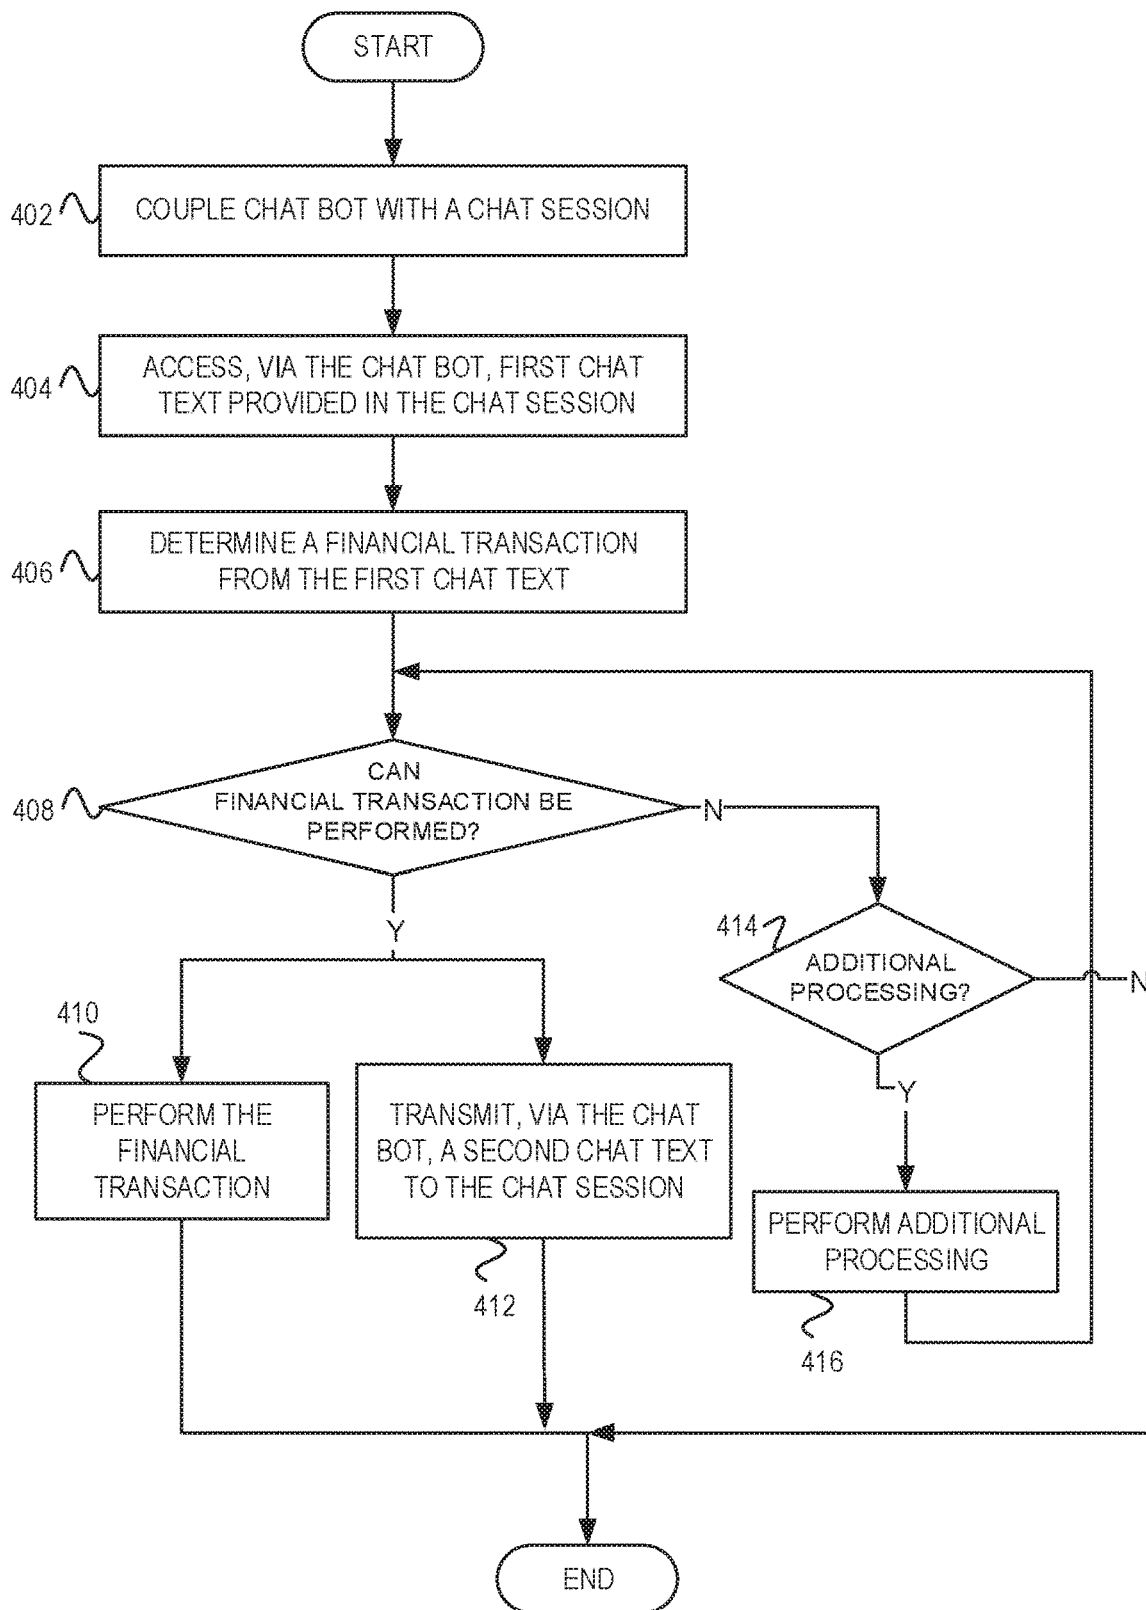 START
402
COUPLE CHAT BOT WITH A CHAT SESSION
404
ACCESS, VIA THE CHAT BOT, FIRST CHAT
TEXT PROVIDED IN THE CHAT SESSION
406
DETERMINE A FINANCIAL TRANSACTION
FROM THE FIRST CHAT TEXT
408
CAN
FINANCIAL TRANSACTION BE
PERFORMED?
N
Y
414
ADDITIONAL
PROCESSING?
N
Y
410
PERFORM THE
FINANCIAL
TRANSACTION
TRANSMIT, VIA THE CHAT
BOT, A SECOND CHAT TEXT
TO THE CHAT SESSION
412
PERFORM ADDITIONAL
PROCESSING
416
END